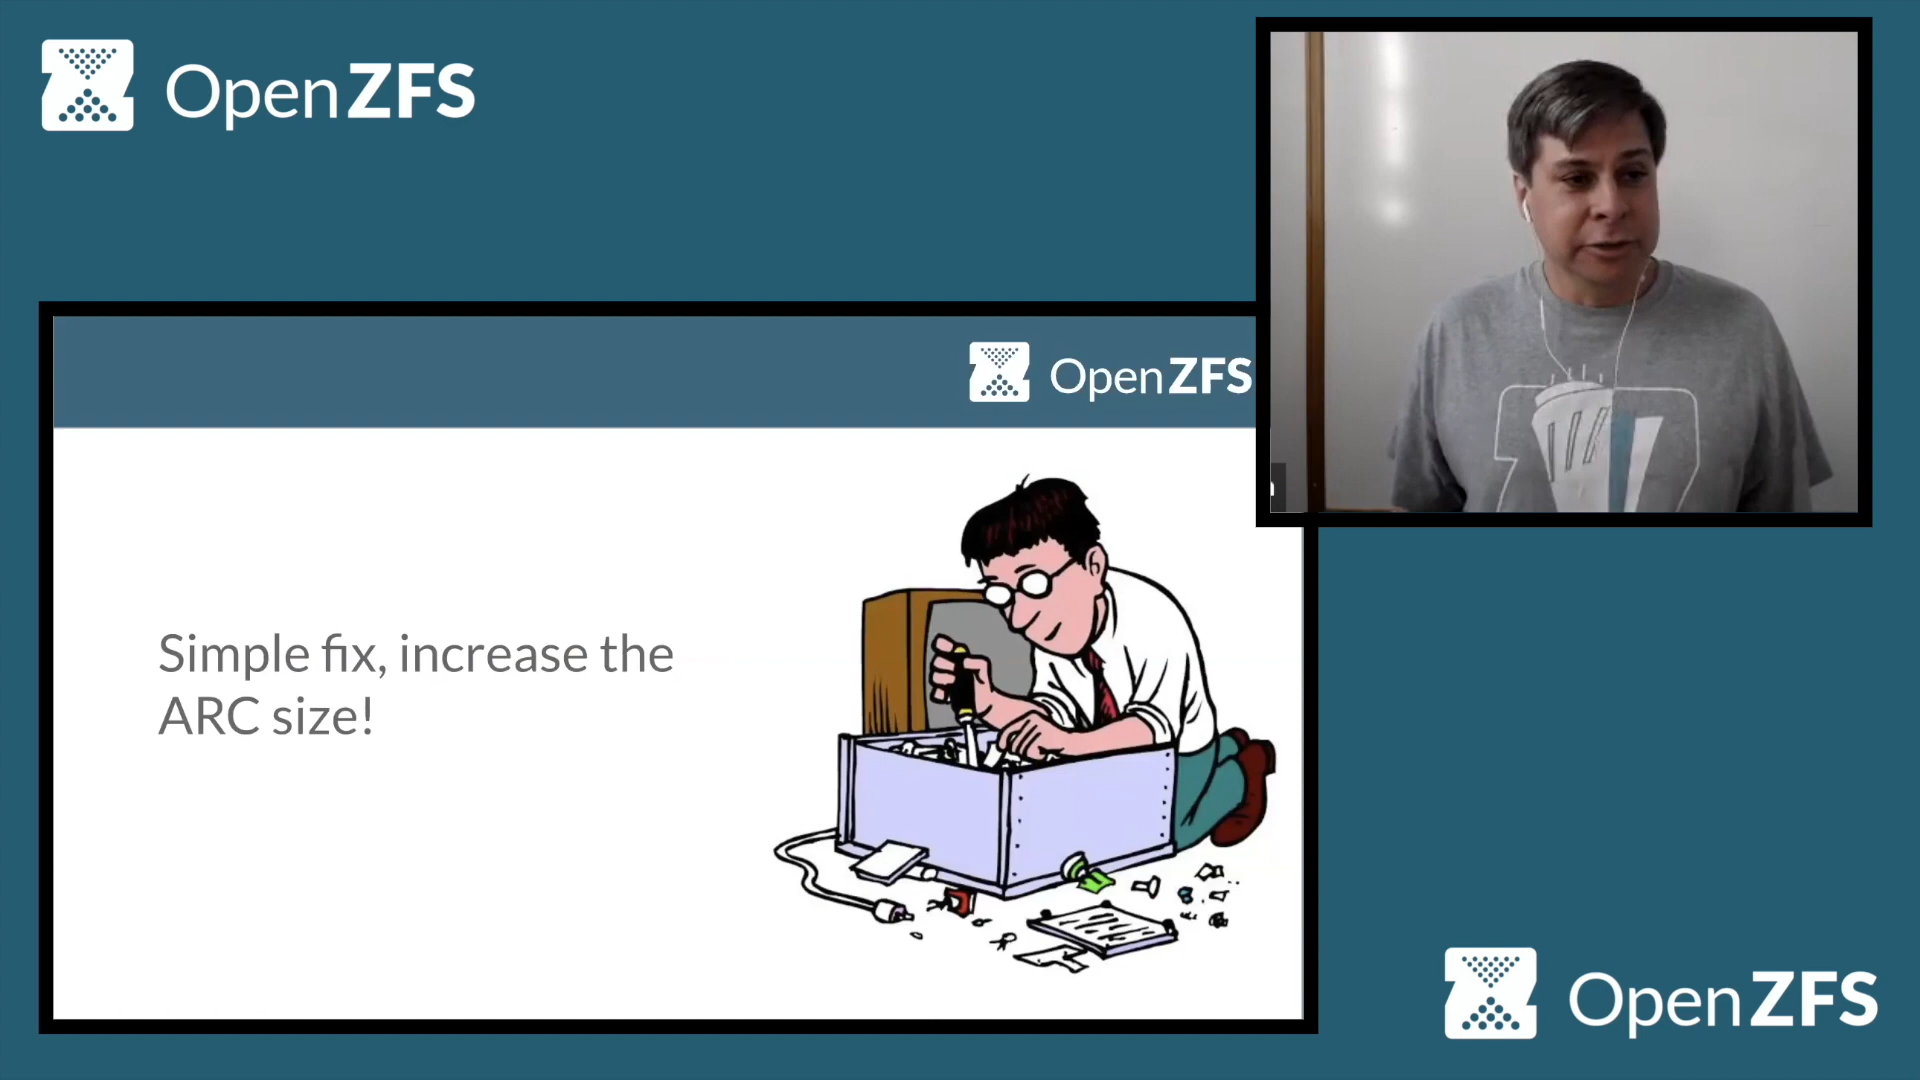 OpenZFS
OpenZFS
Simple fix, increase the
ARC size!
OpenZFS